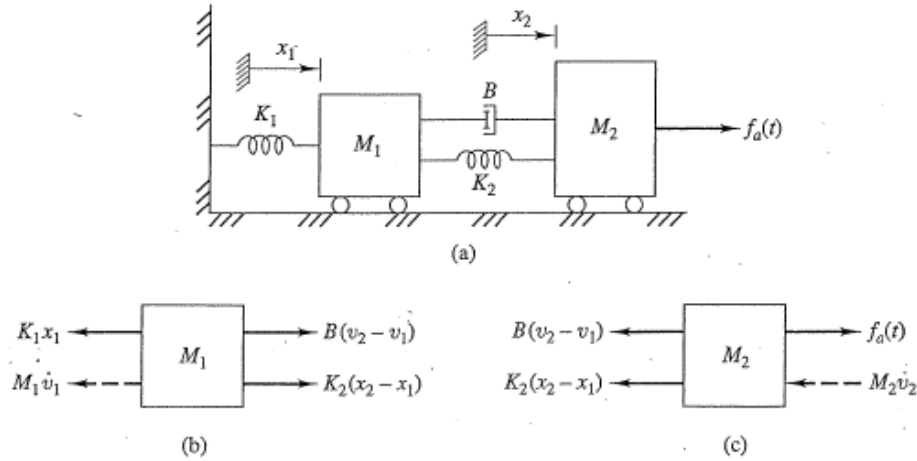 x₁ x₂
K₁ B
M₁ M₂ fₐ(t)
K₂
(a)
K₁x₁ B(v₂ − v₁) B(v₂ − v₁) fₐ(t)
M₁ M₂
M₁v̇₁ K₂(x₂ − x₁) K₂(x₂ − x₁) M₂v̇₂
(b) (c)